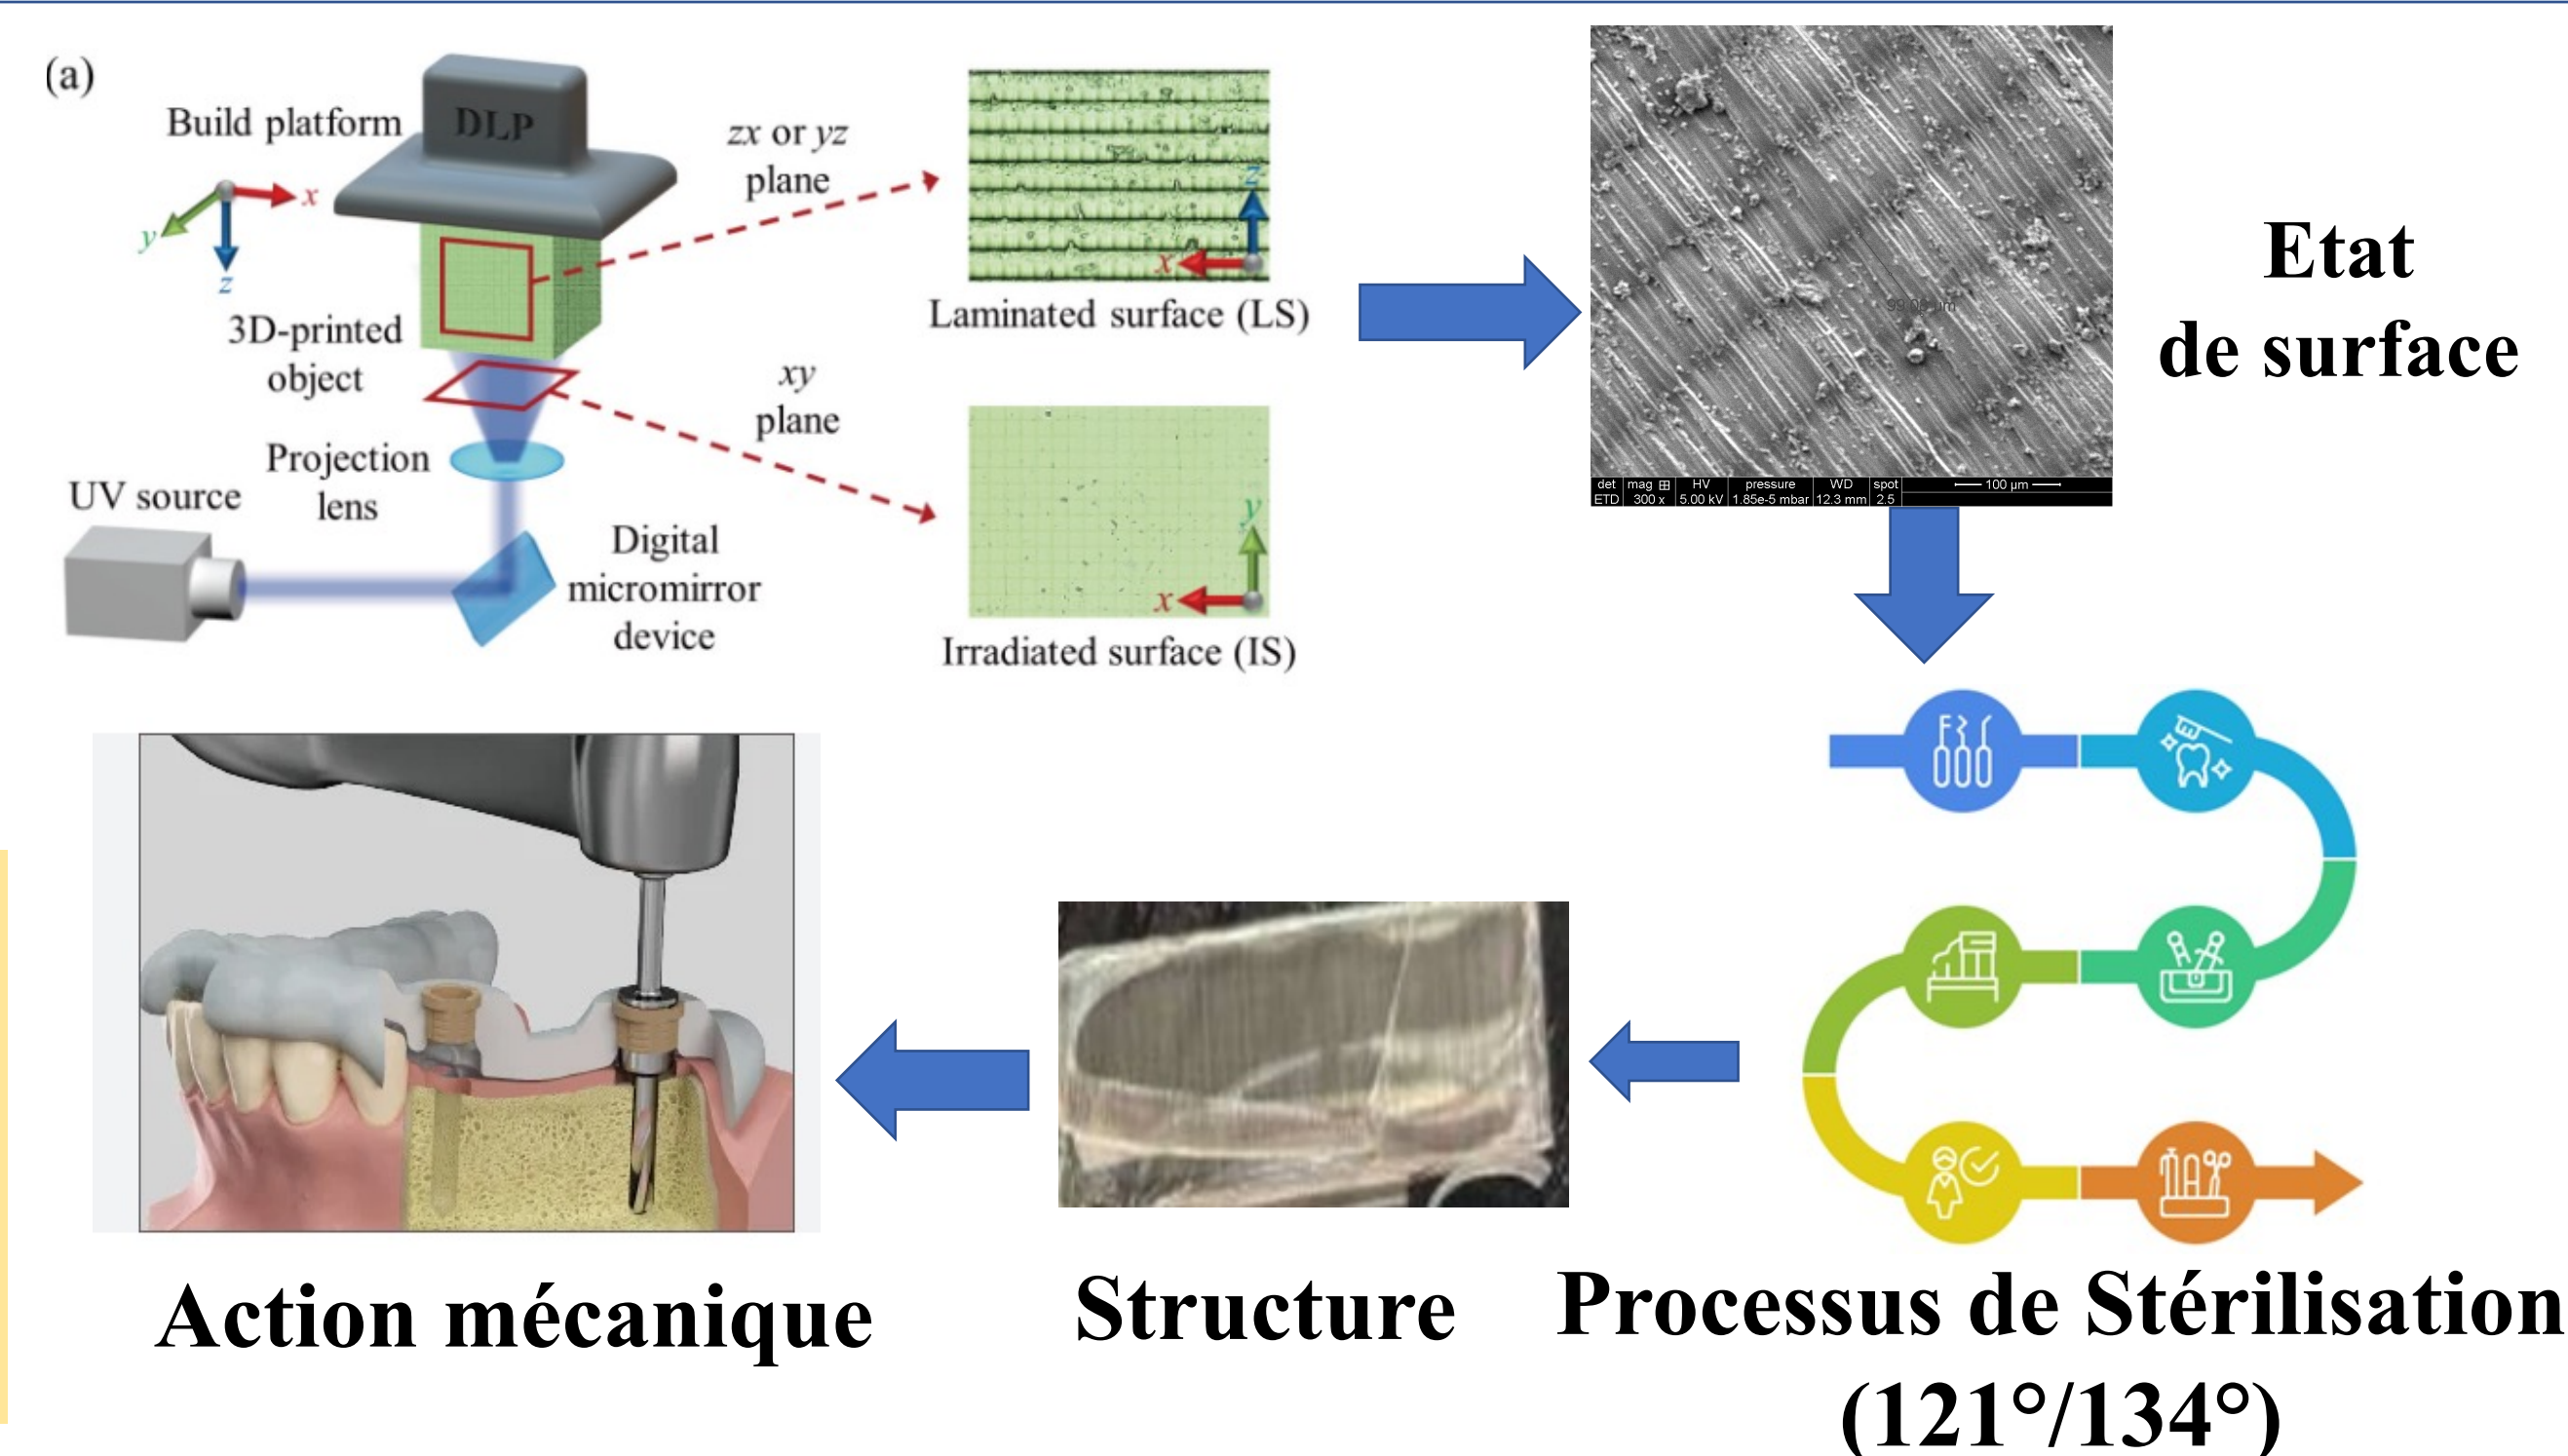 (a)
Build platform
DLP
x
y
z
3D-printed
object
Projection
lens
UV source
Digital
micromirror
device
zx or yz
plane
z
x
Laminated surface (LS)
xy
plane
y
x
Irradiated surface (IS)
99.08 µm
det mag HV pressure WD spot
ETD 300 x 5.00 kV 1.85e-5 mbar 12.3 mm 2.5
100 µm
Etat
de surface
Action mécanique
Structure
Processus de Stérilisation
(121°/134°)